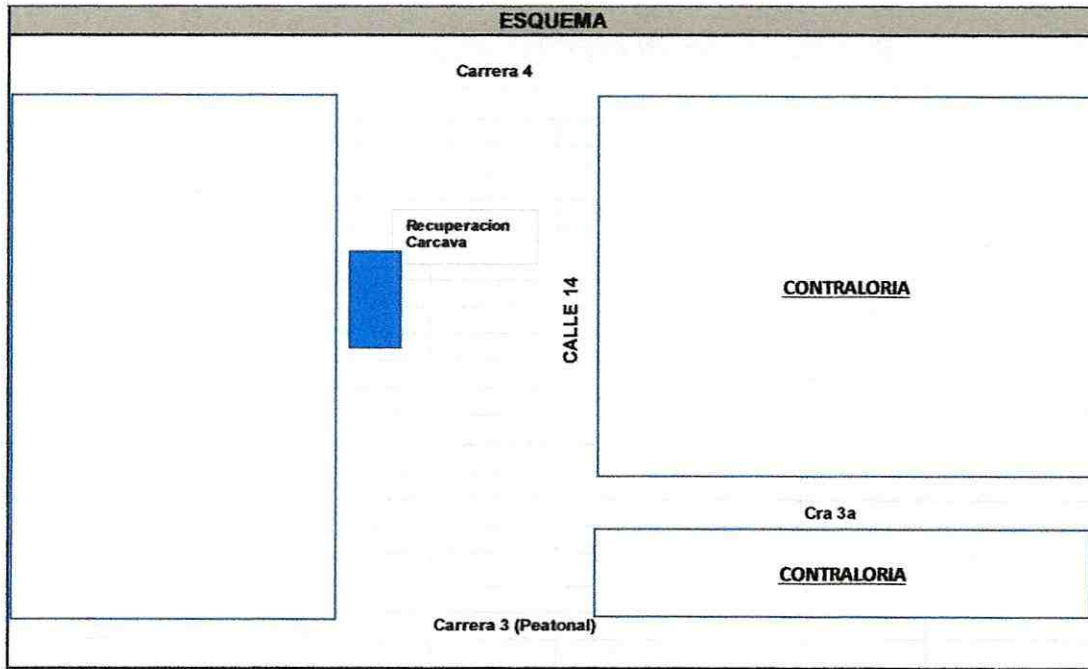 ESQUEMA
Carrera 4
Recuperacion
Carcava
CALLE 14
CONTRALORIA
Cra 3a
CONTRALORIA
Carrera 3 (Peatonal)